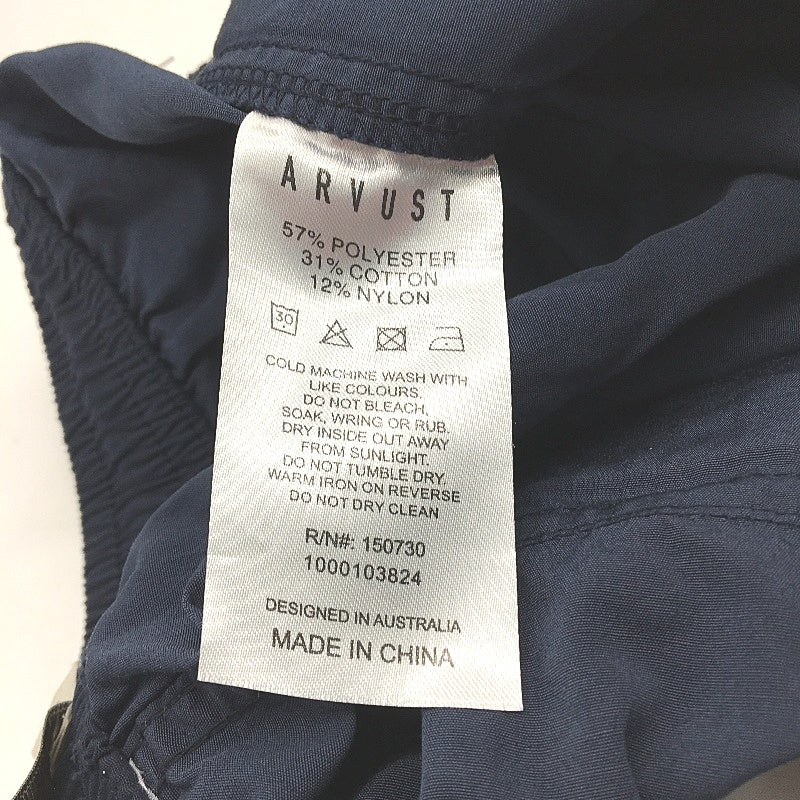 ARVUST
57% POLYESTER
31% COTTON
12% NYLON
30
COLD MACHINE WASH WITH
LIKE COLOURS.
DO NOT BLEACH,
SOAK, WRING OR RUB.
DRY INSIDE OUT AWAY
FROM SUNLIGHT.
DO NOT TUMBLE DRY.
WARM IRON ON REVERSE
DO NOT DRY CLEAN
R/N#: 150730
1000103824
DESIGNED IN AUSTRALIA
MADE IN CHINA